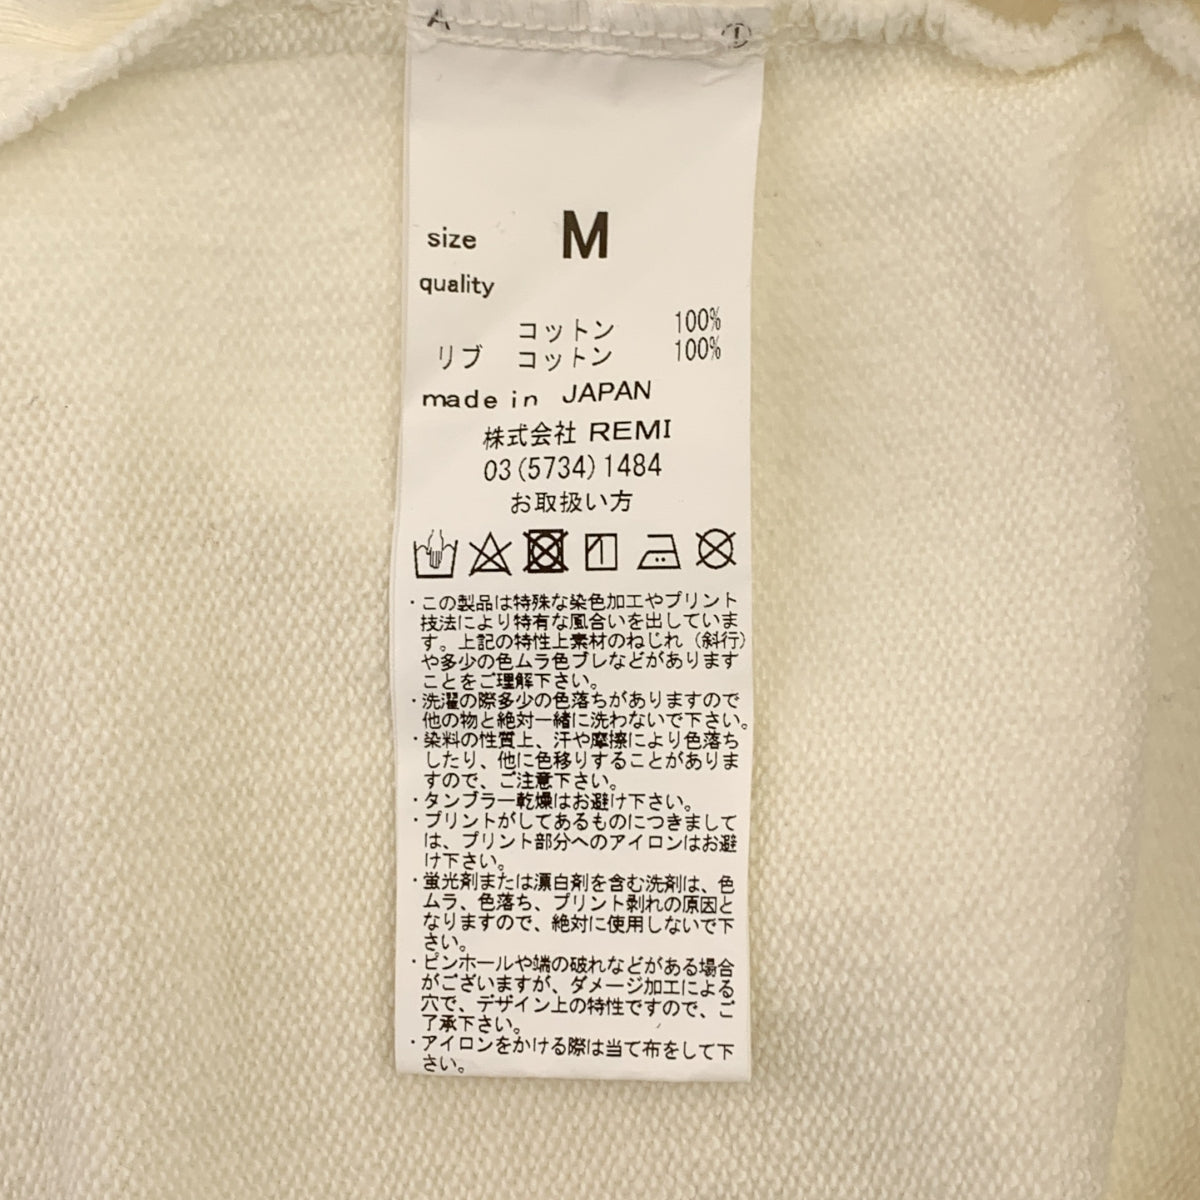 A ①
size M
quality
コットン 100%
リブ コットン 100%
made in JAPAN
株式会社 REMI
03(5734)1484
お取扱い方
・この製品は特殊な染色加工やプリント
技法により特有な風合いを出していま
す。上記の特性上素材のねじれ（斜行）
や多少の色ムラ色ブレなどがあります
ことをご理解下さい。
・洗濯の際多少の色落ちがありますので
他の物と絶対一緒に洗わないで下さい。
・染料の性質上、汗や摩擦により色落ち
したり、他に色移りすることがありま
すので、ご注意下さい。
・タンブラー乾燥はお避け下さい。
・プリントがしてあるものにつきまして
は、プリント部分へのアイロンはお避
け下さい。
・蛍光剤または漂白剤を含む洗剤は、色
ムラ、色落ち、プリント剥れの原因と
なりますので、絶対に使用しないで下
さい。
・ピンホールや端の破れなどがある場合
がございますが、ダメージ加工による
穴で、デザイン上の特性ですので、ご
了承下さい。
・アイロンをかける際は当て布をして下
さい。